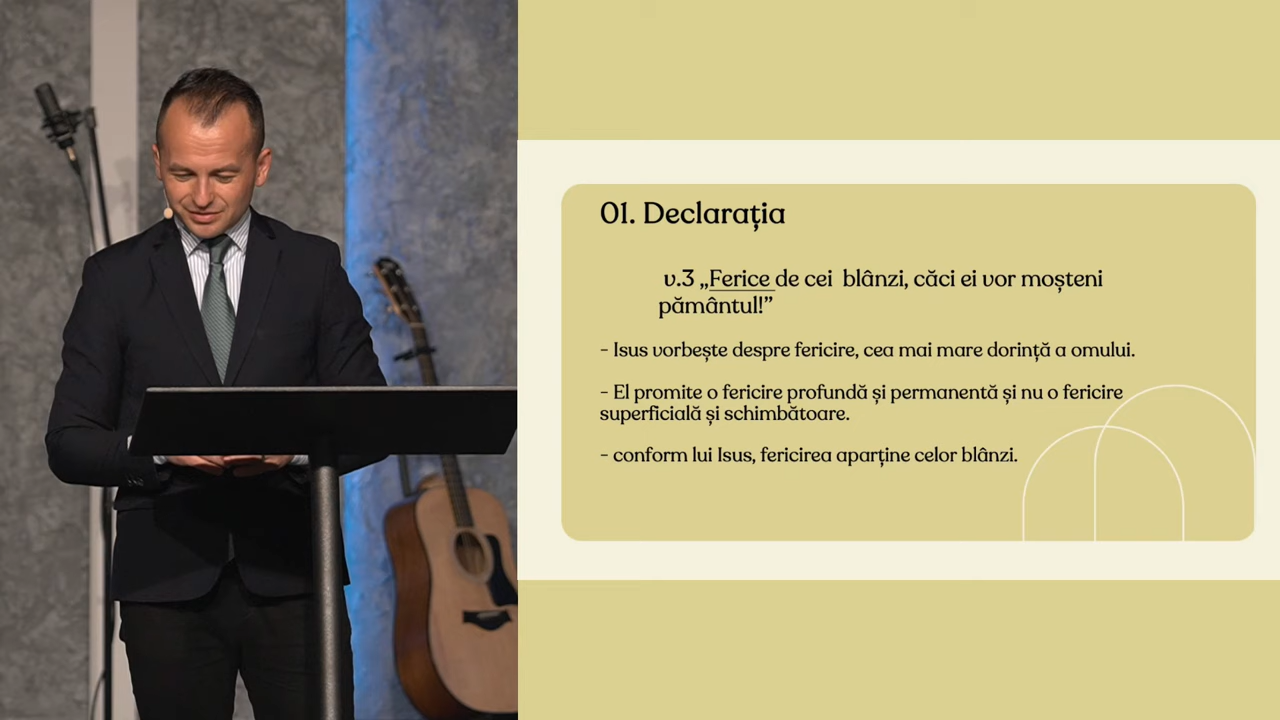 01. Declarația
v.3 „Ferice de cei blânzi, căci ei vor moșteni
pământul!”
- Isus vorbește despre fericire, cea mai mare dorință a omului.
- El promite o fericire profundă și permanentă și nu o fericire
superficială și schimbătoare.
- conform lui Isus, fericirea aparține celor blânzi.